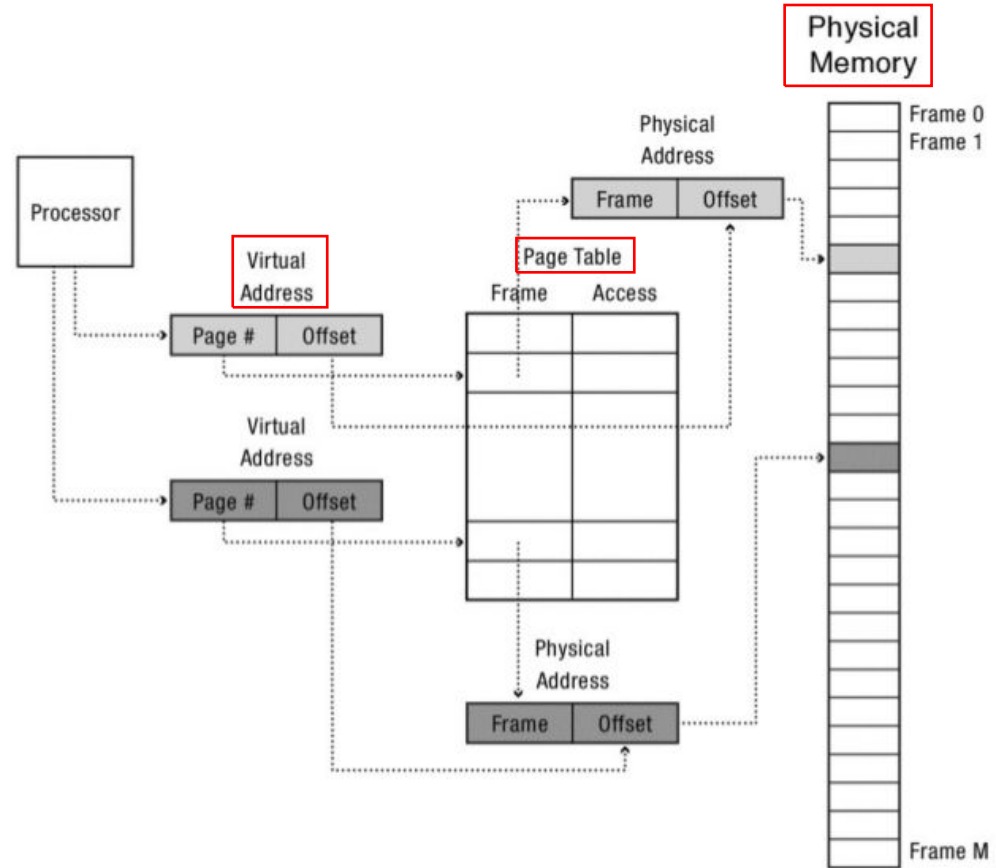 Physical
Memory
Frame 0
Frame 1
Physical
Address
Frame Offset
Processor
Virtual
Address
Page Table
Frame Access
Page # Offset
Virtual
Address
Page # Offset
Physical
Address
Frame Offset
Frame M